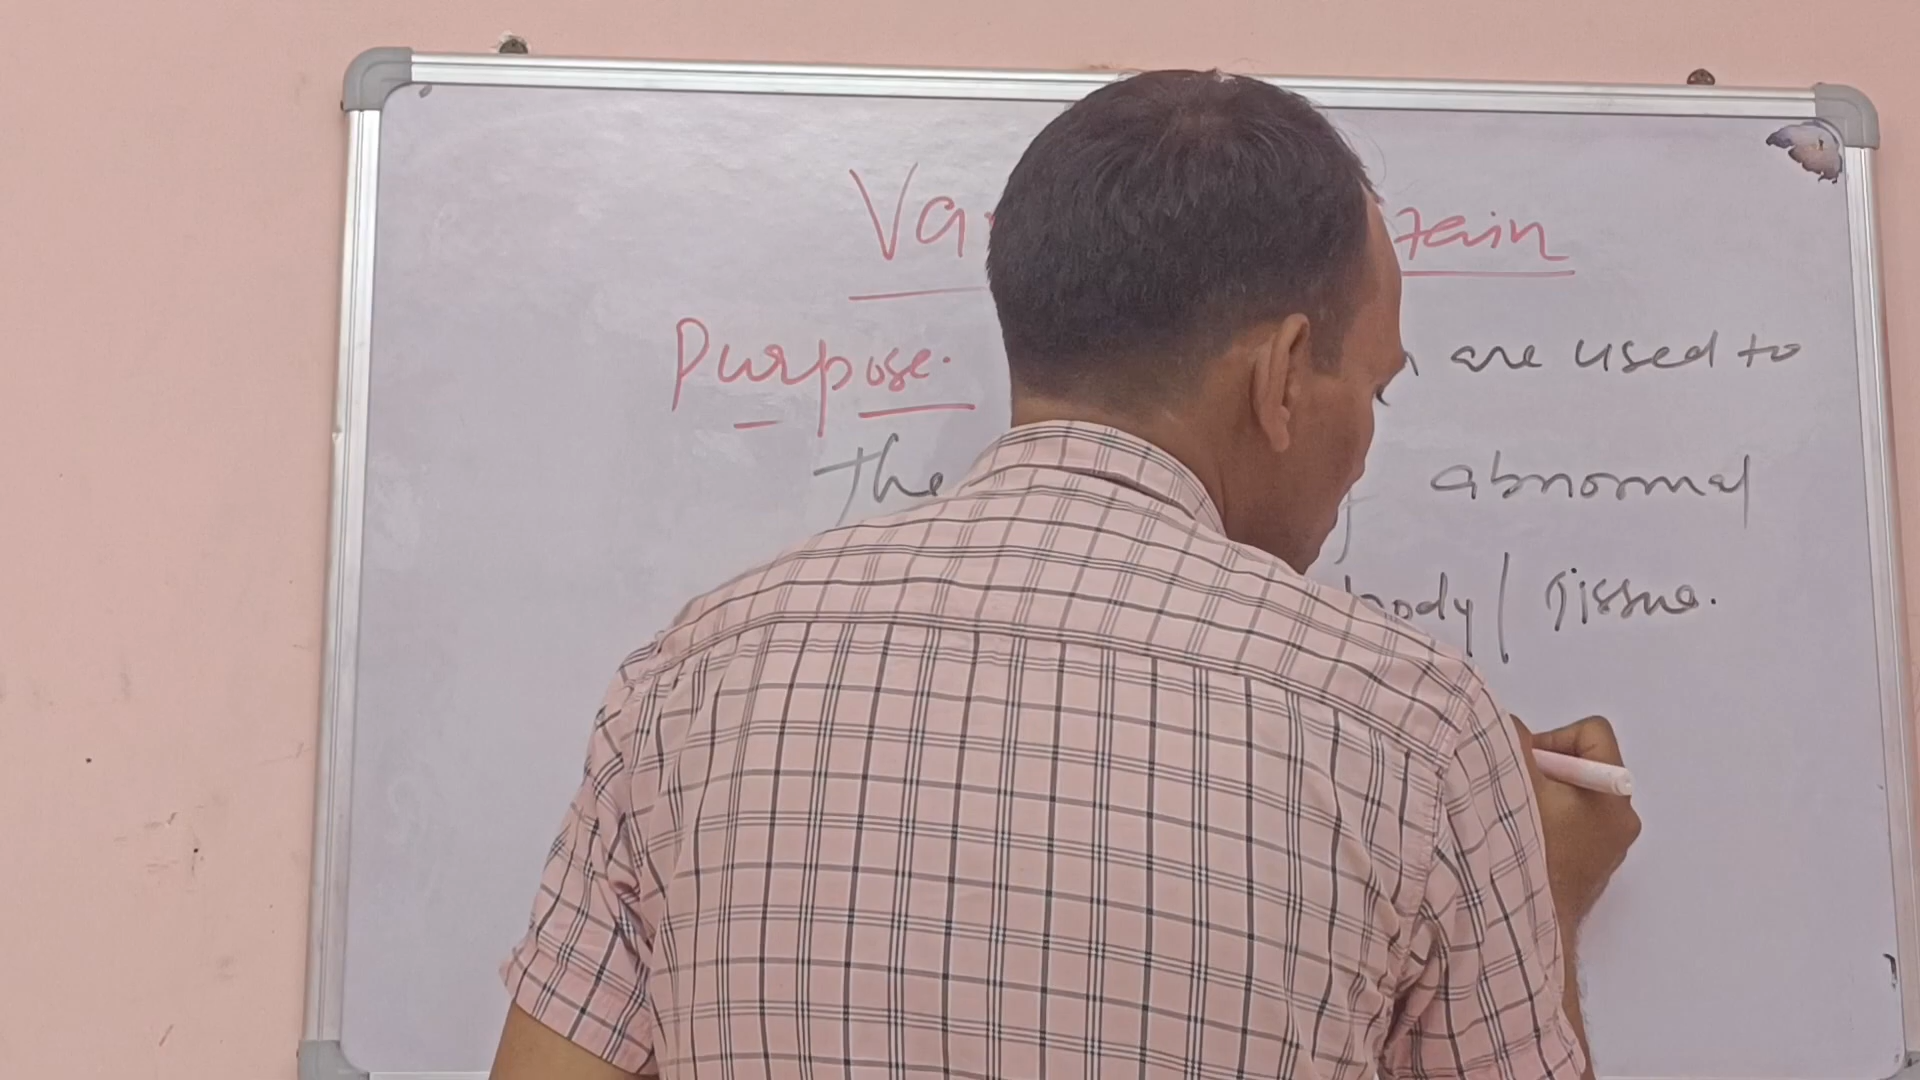 Va tain
Purpose. are used to
The abnormal
body / Tissue.